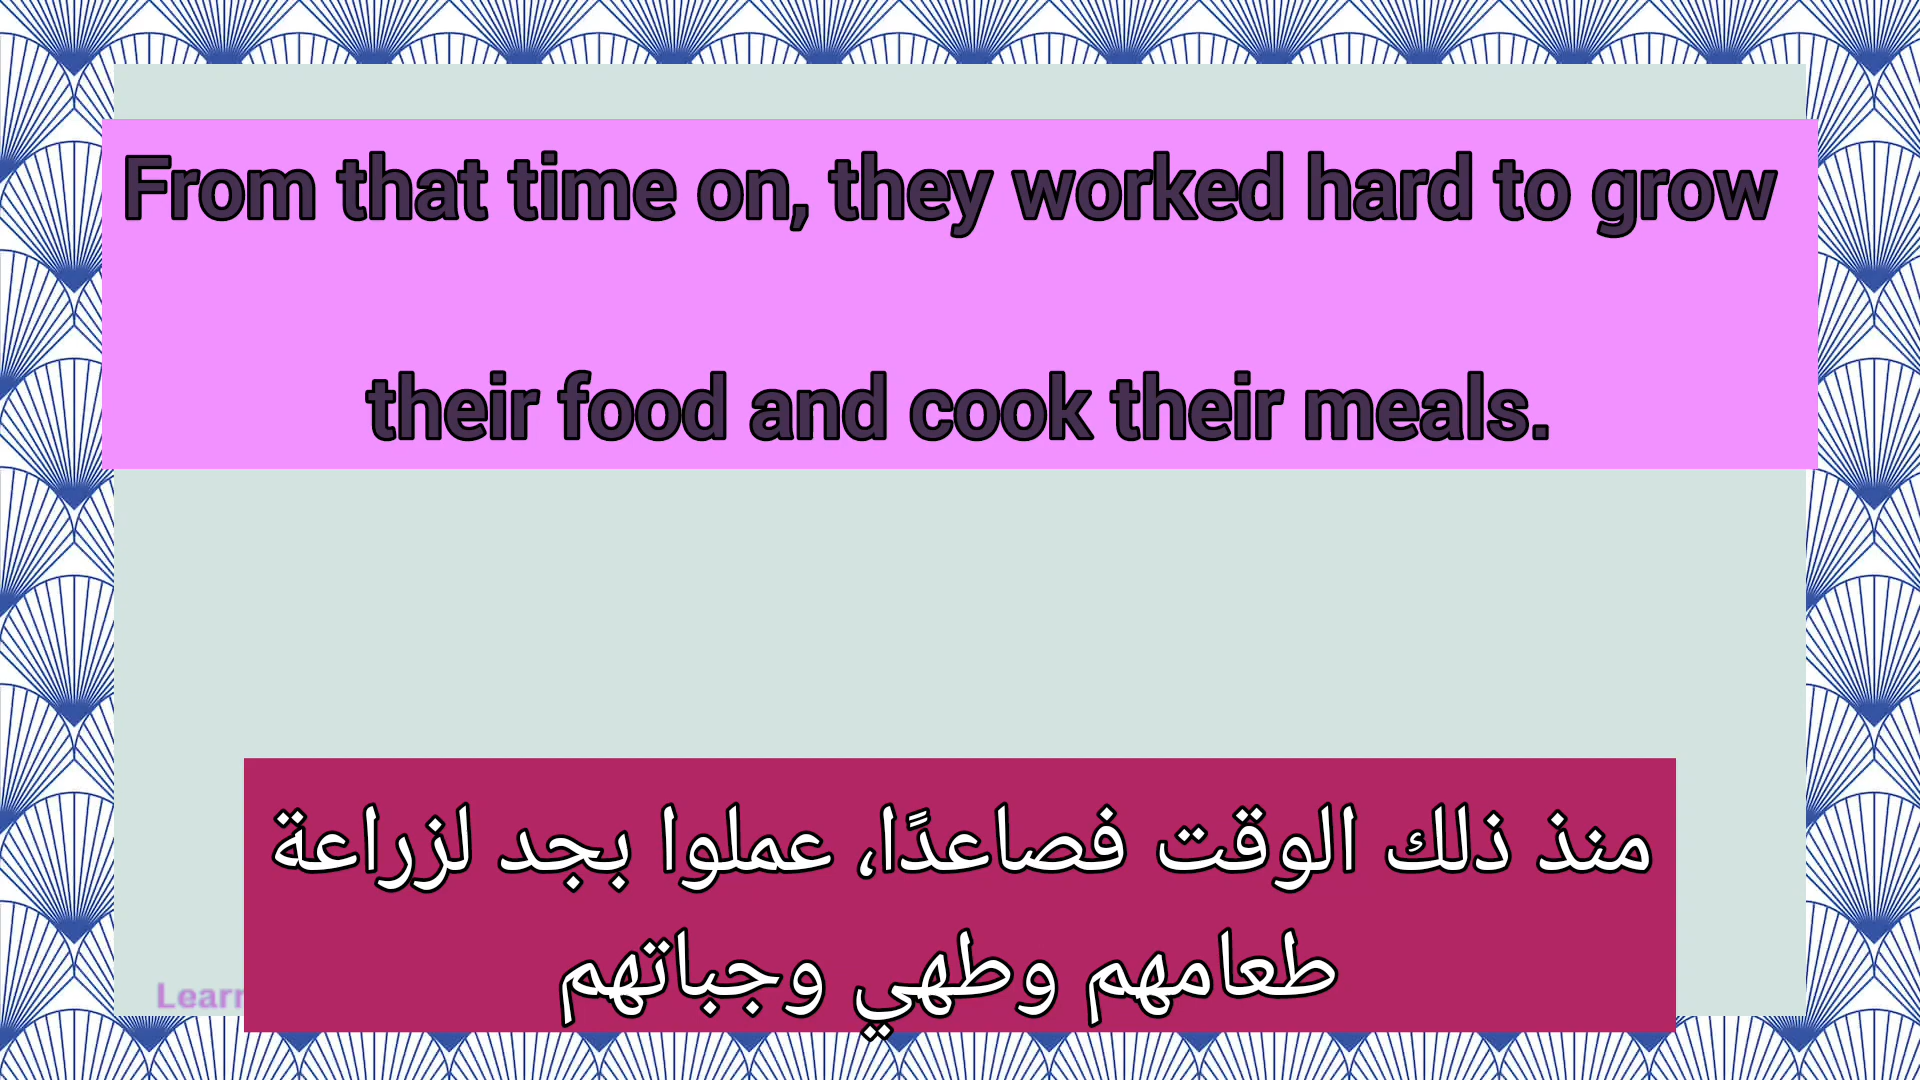 From that time on, they worked hard to grow
their food and cook their meals.
منذ ذلك الوقت فصاعدًا، عملوا بجد لزراعة
طعامهم وطهي وجباتهم